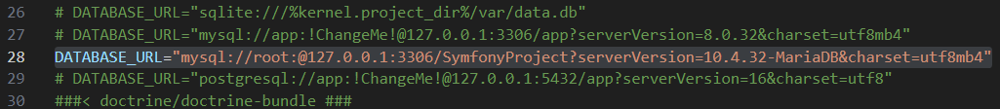 26 # DATABASE_URL="sqlite:///%kernel.project_dir%/var/data.db"
27 # DATABASE_URL="mysql://app:!ChangeMe!@127.0.0.1:3306/app?serverVersion=8.0.32&charset=utf8mb4"
28 DATABASE_URL="mysql://root:@127.0.0.1:3306/SymfonyProject?serverVersion=10.4.32-MariaDB&charset=utf8mb4"
29 # DATABASE_URL="postgresql://app:!ChangeMe!@127.0.0.1:5432/app?serverVersion=16&charset=utf8"
30 ###< doctrine/doctrine-bundle ###